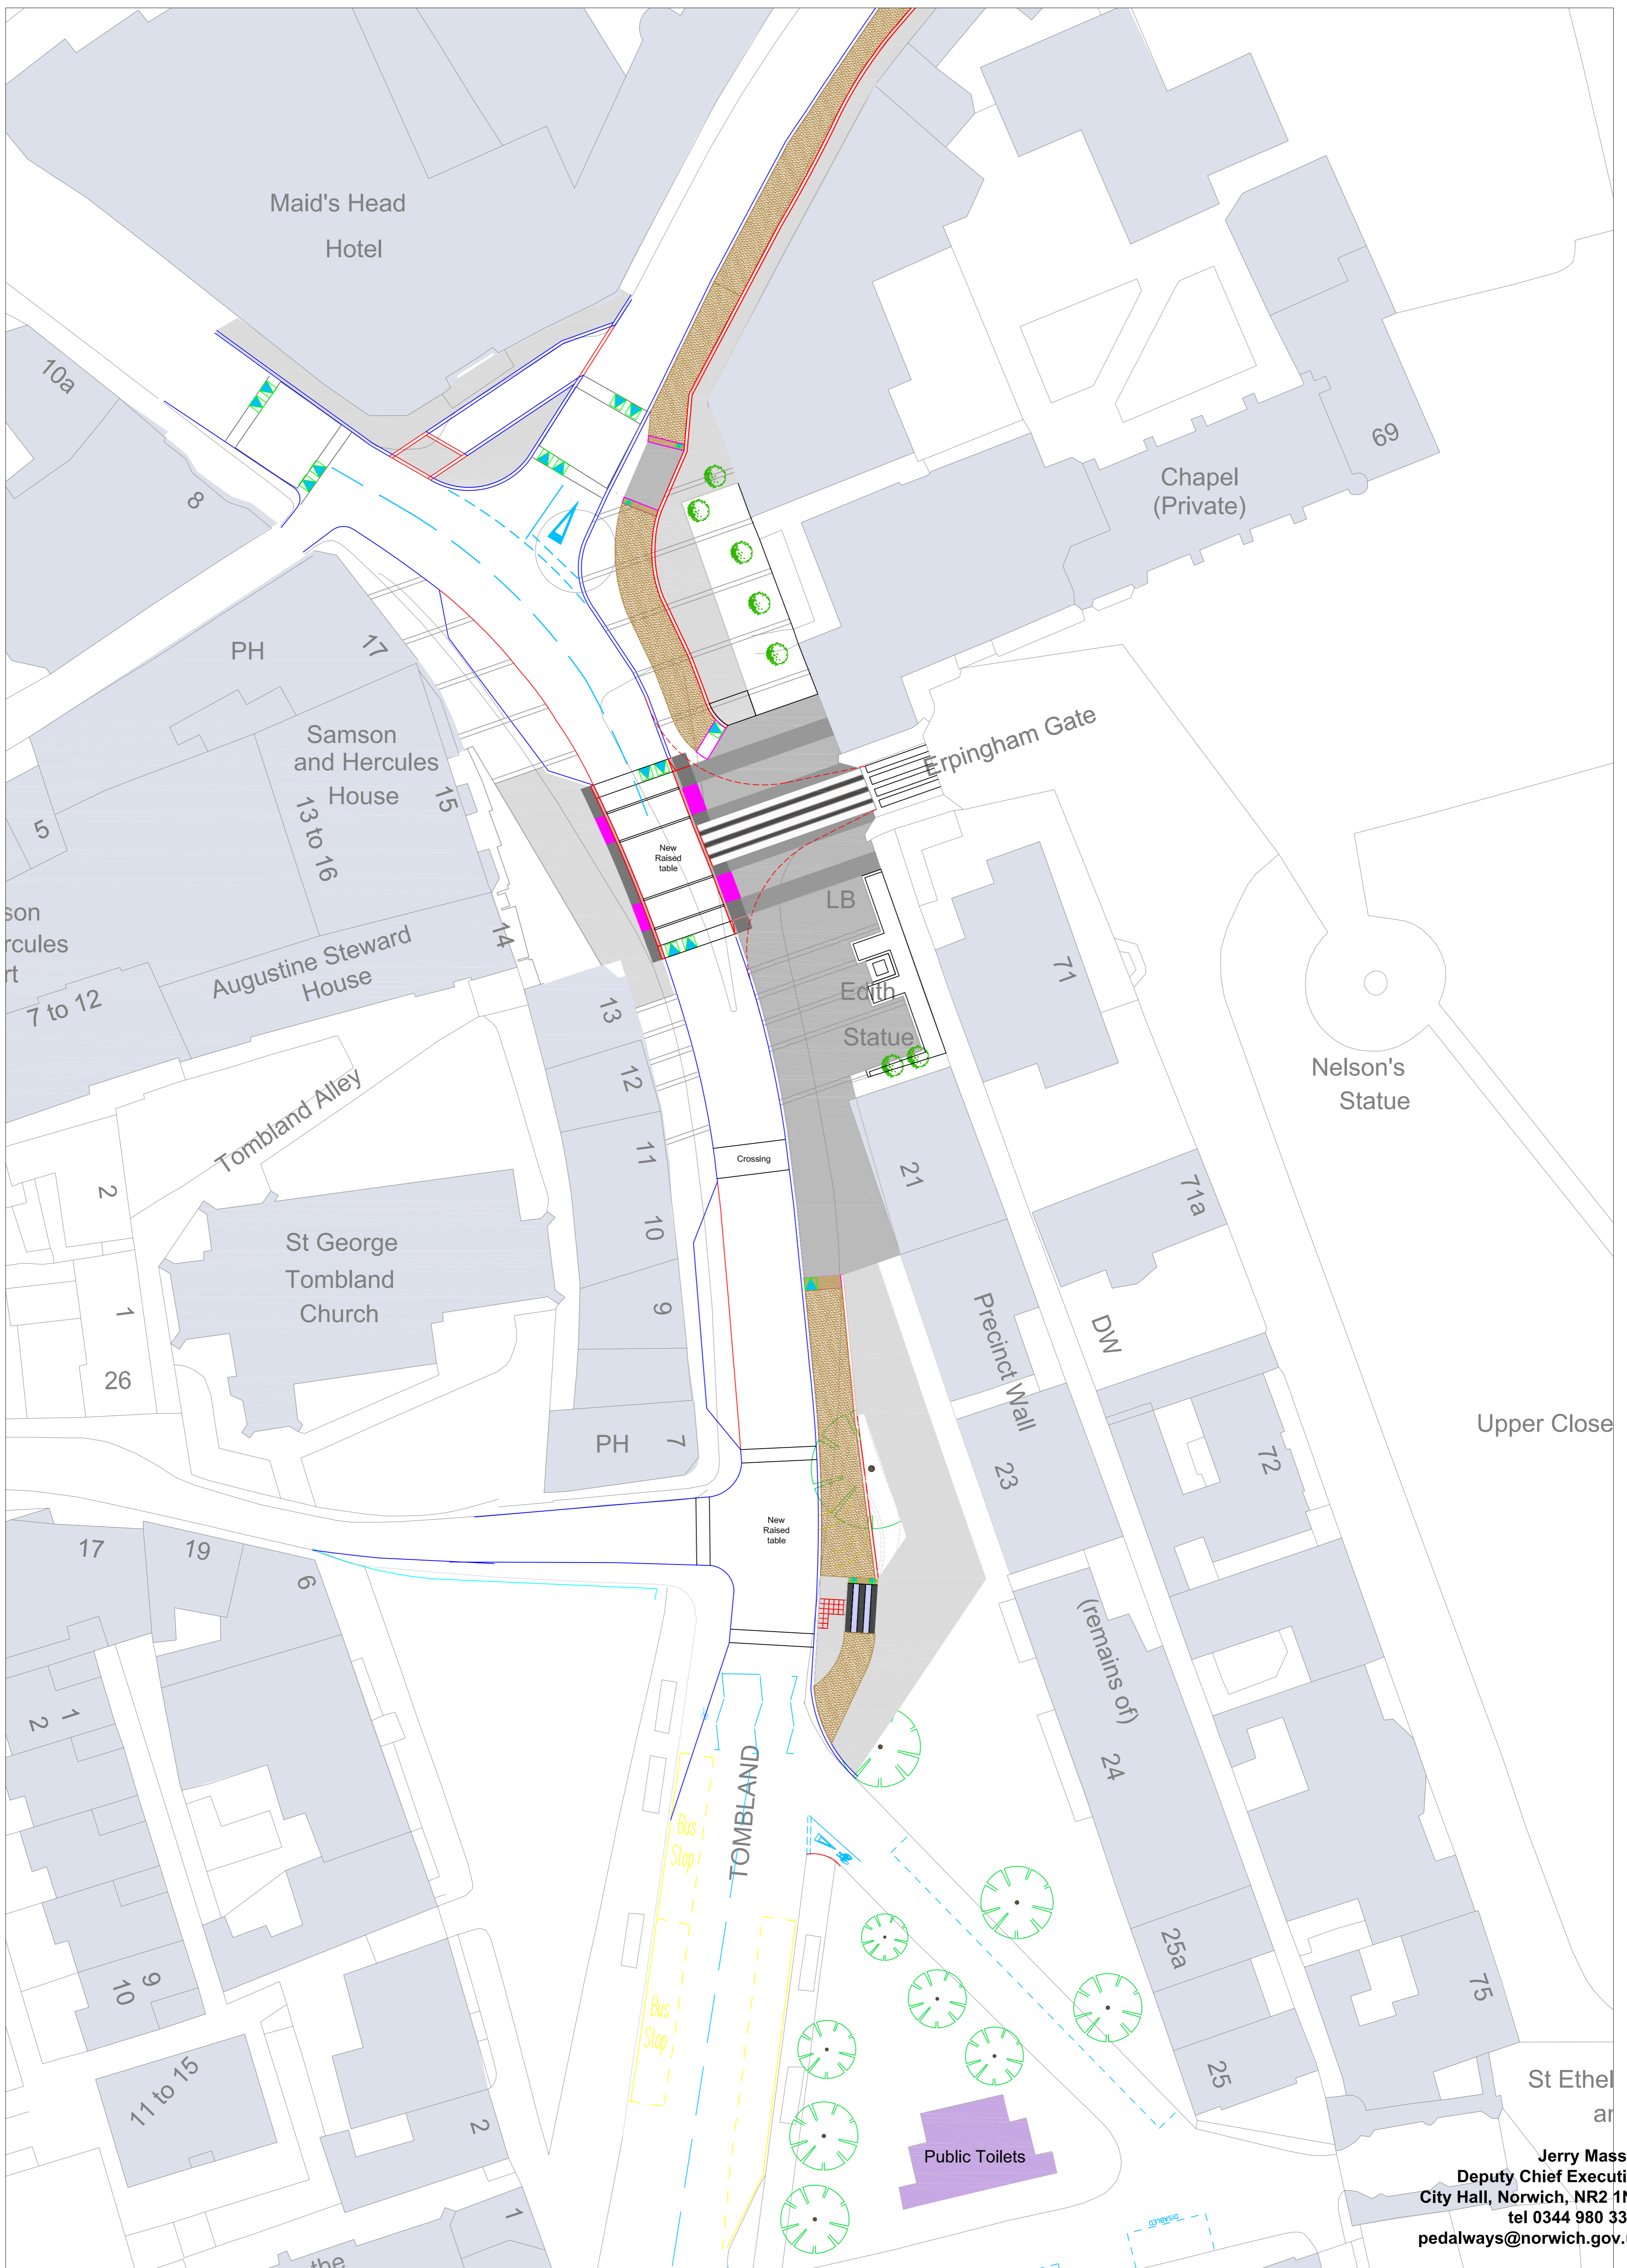 Maid's Head
Hotel
10a
8
69
Chapel
(Private)
PH
17
Samson
and Hercules
House
15
13 to 16
5
Erpingham Gate
New
Raised
table
LB
son
rcules
rt
14
Augustine Steward
House
7 to 12
71
13
Edith
Statue
12
Nelson's
Statue
Tombland Alley
11
Crossing
21
2
71a
10
St George
Tombland
Church
1
9
Precinct Wall
DW
26
PH
7
Upper Close
72
23
17
19
6
New
Raised
table
(remains of)
2
1
24
TOMBLAND
Bus
Stop
25a
9
10
75
Bus
Stop
11 to 15
2
25
St Ethel
ar
Public Toilets
Jerry Mass
Deputy Chief Executi
City Hall, Norwich, NR2 1N
tel 0344 980 33
pedalways@norwich.gov.
DISABLED
1
the